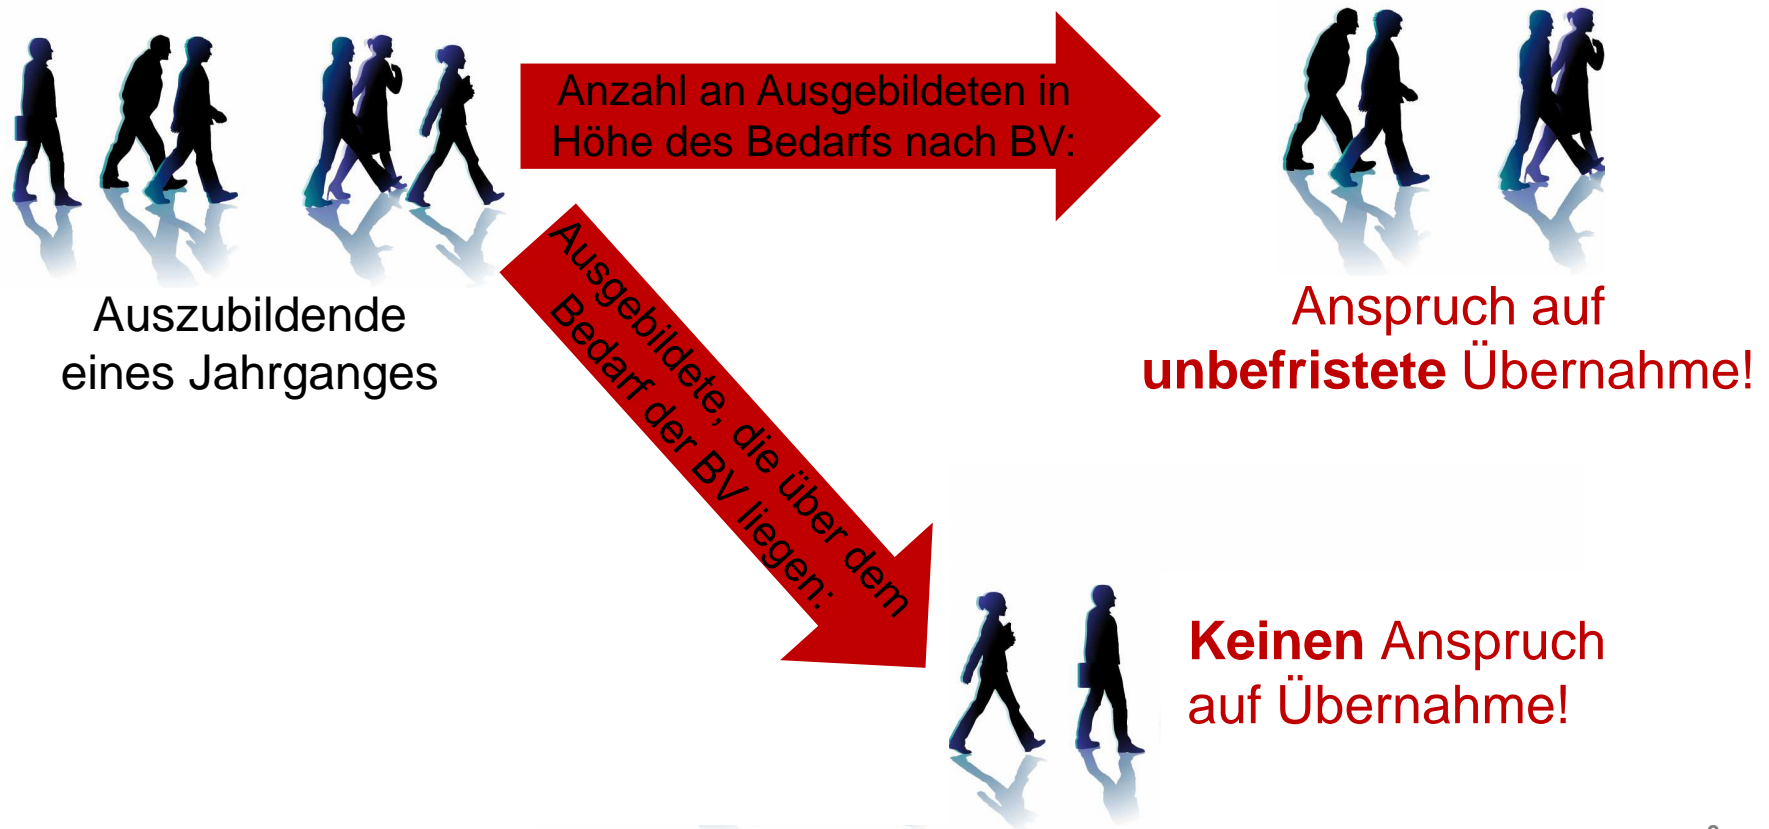 Anzahl an Ausgebildeten in
Höhe des Bedarfs nach BV:
Auszubildende
eines Jahrganges
Anspruch auf
unbefristete Übernahme!
Ausgebildete, die über dem
Bedarf der BV liegen:
Keinen Anspruch
auf Übernahme!